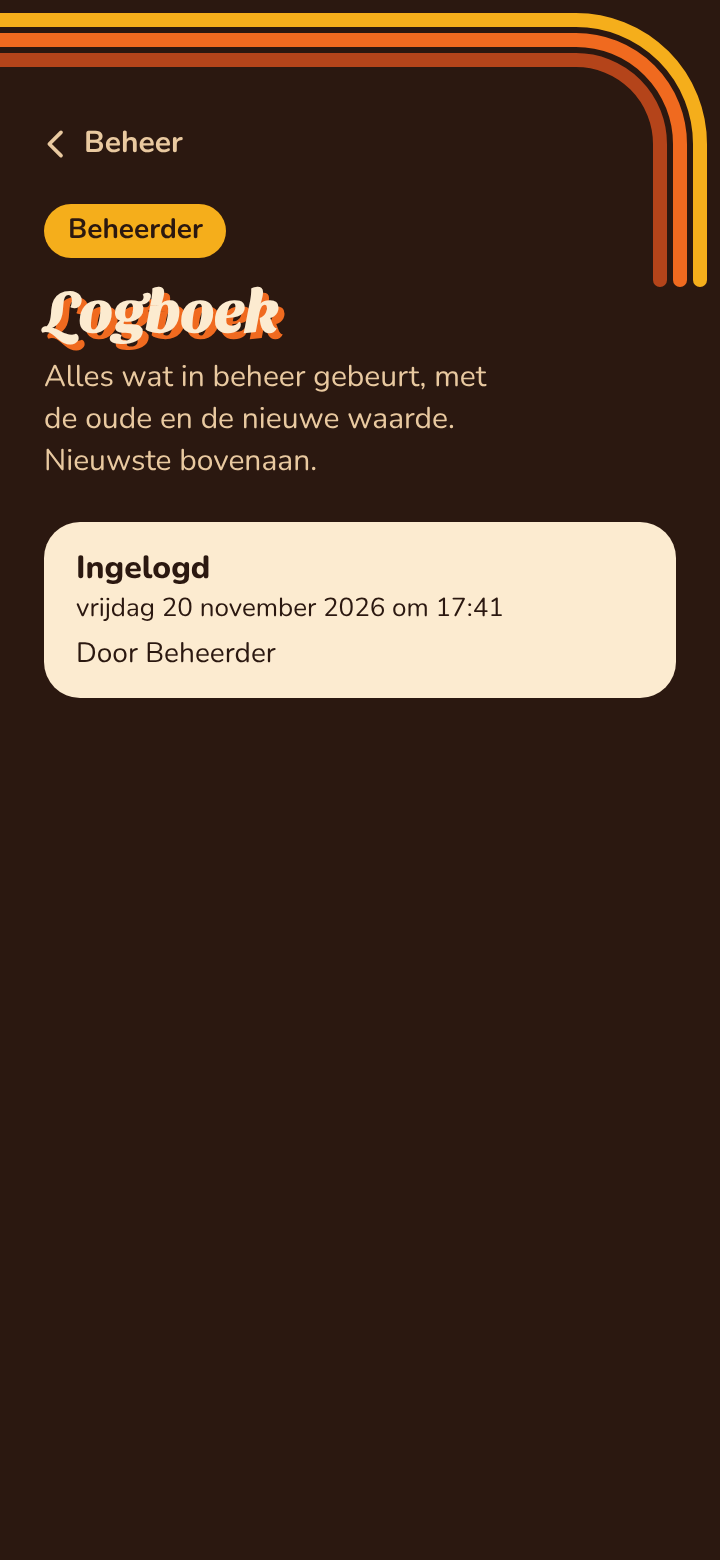 Beheer
Beheerder
Logboek
Alles wat in beheer gebeurt, met
de oude en de nieuwe waarde.
Nieuwste bovenaan.
Ingelogd
vrijdag 20 november 2026 om 17:41
Door Beheerder